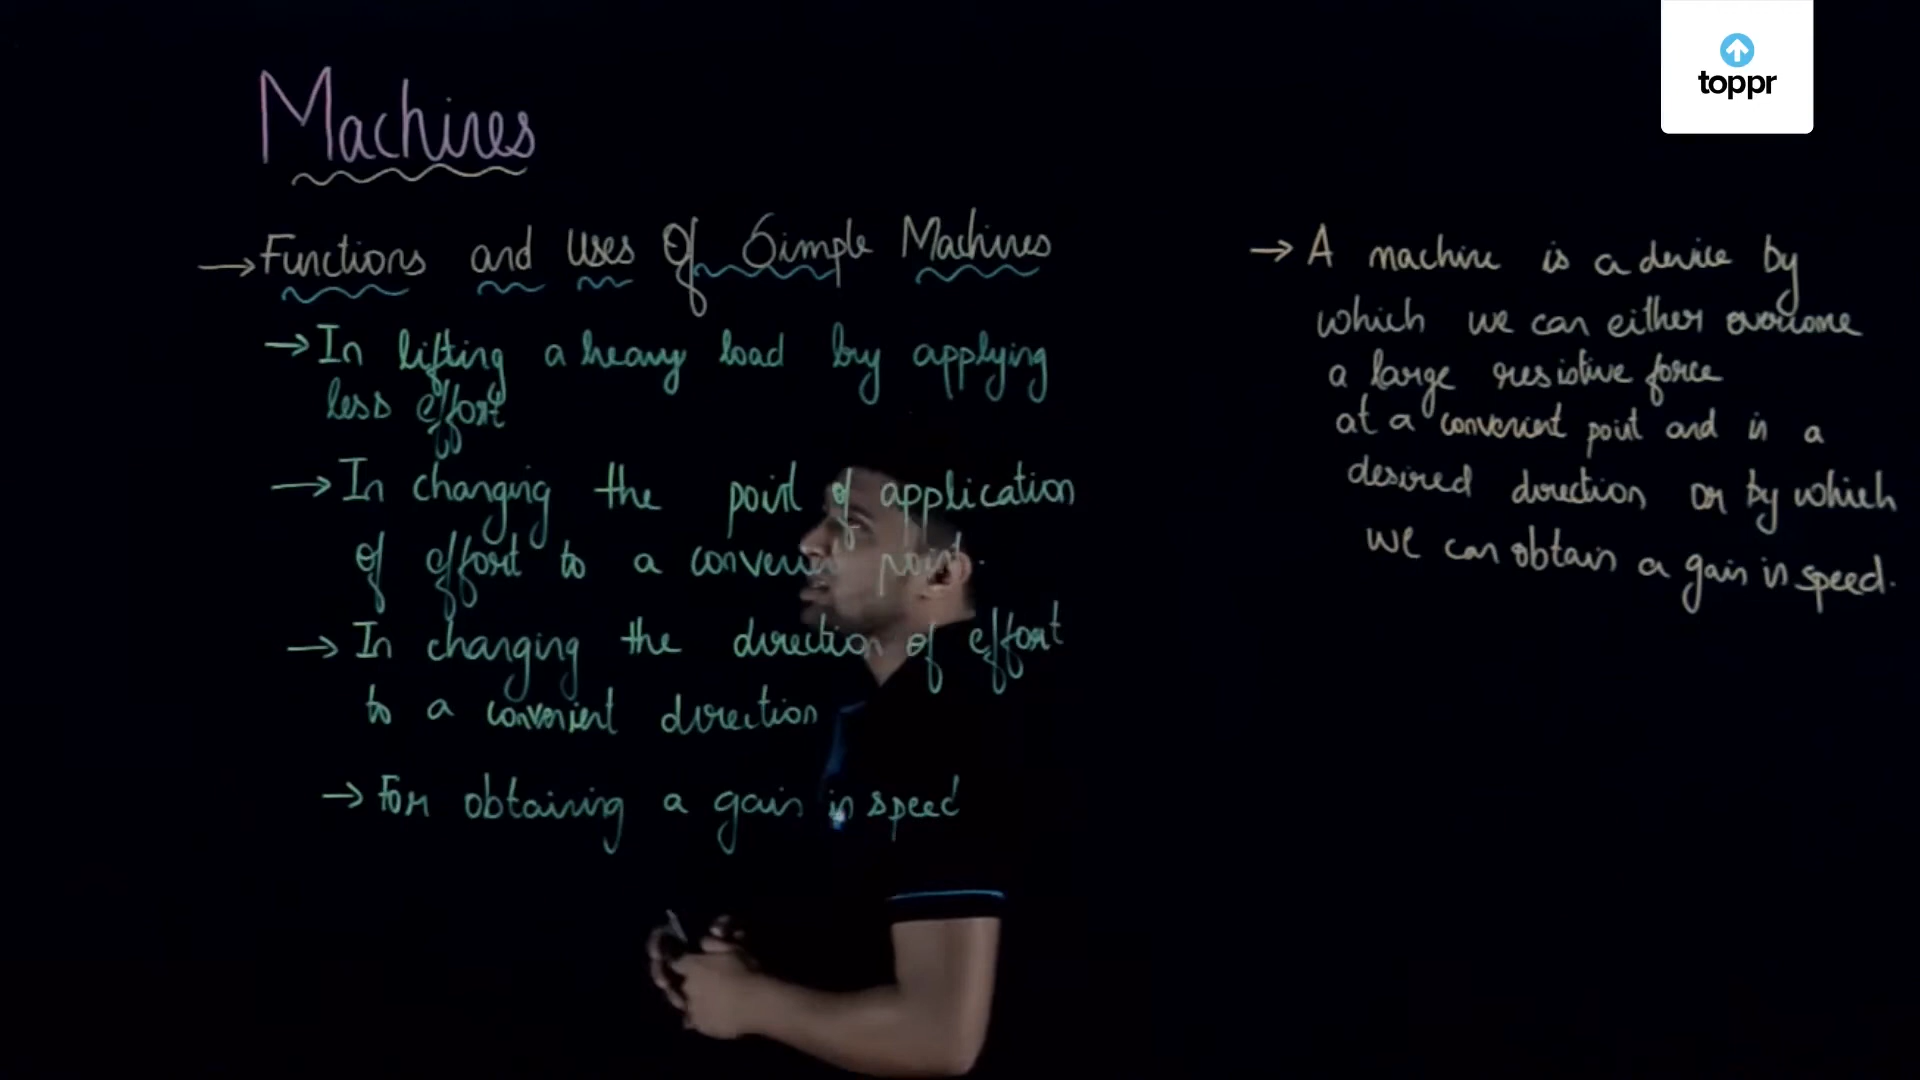 toppr
Machines
→ Functions and Uses Of Simple Machines
→ In lifting a heavy load by applying
less effort
→ In changing the point of application
of effort to a convenient point.
→ In changing the direction of effort
to a convenient direction
→ For obtaining a gain in speed
→ A machine is a device by
which we can either overcome
a large resistive force
at a convenient point and in a
desired direction or by which
we can obtain a gain in speed.